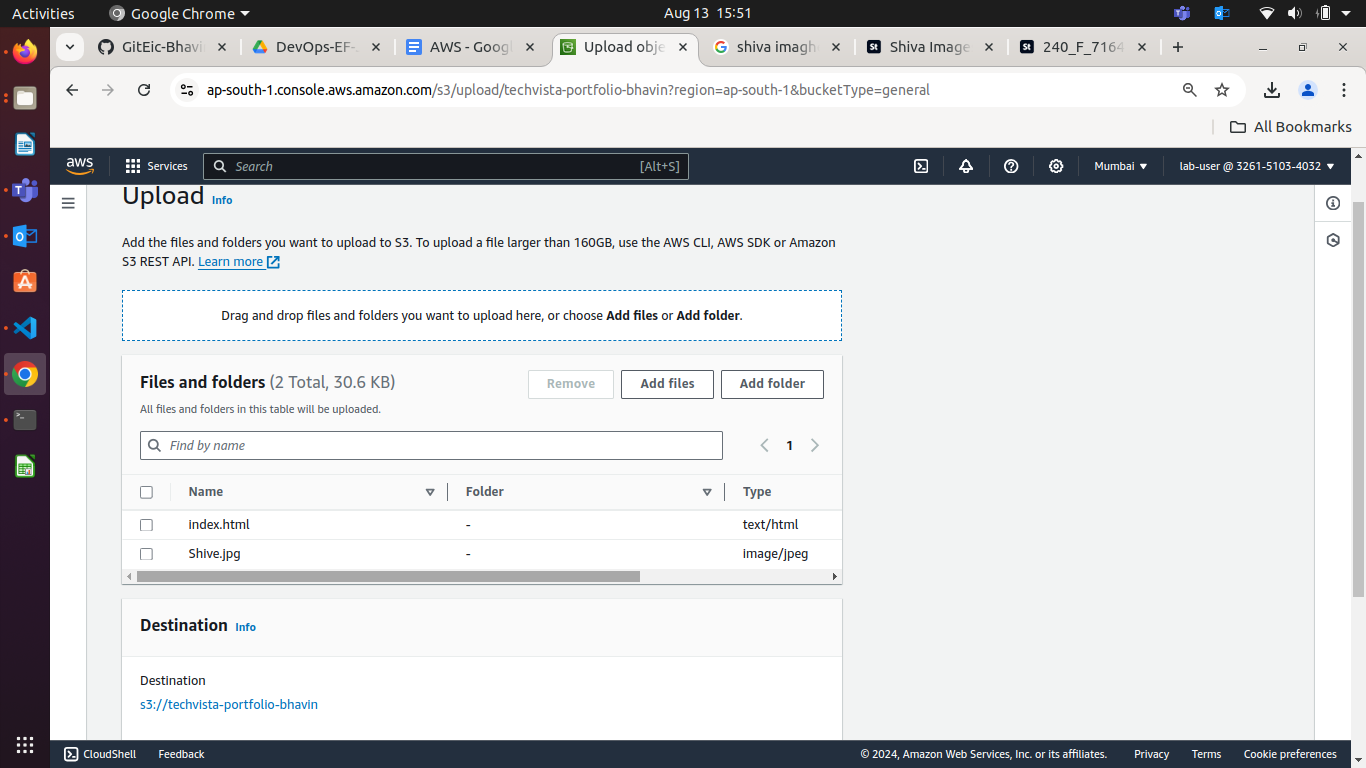 Activities
Google Chrome
Aug 13 15:51
GitEic-Bhavi
DevOps-EF-
AWS - Googl
Upload obje
shiva imagh
Shiva Image
240_F_7164
ap-south-1.console.aws.amazon.com/s3/upload/techvista-portfolio-bhavin?region=ap-south-1&bucketType=general
All Bookmarks
aws
Services
Search
[Alt+S]
Mumbai
lab-user @ 3261-5103-4032
Upload Info
Add the files and folders you want to upload to S3. To upload a file larger than 160GB, use the AWS CLI, AWS SDK or Amazon
S3 REST API. Learn more
Drag and drop files and folders you want to upload here, or choose Add files or Add folder.
Files and folders (2 Total, 30.6 KB)
Remove
Add files
Add folder
All files and folders in this table will be uploaded.
Find by name
1
Name
Folder
Type
index.html
-
text/html
Shive.jpg
-
image/jpeg
Destination Info
Destination
s3://techvista-portfolio-bhavin
CloudShell
Feedback
© 2024, Amazon Web Services, Inc. or its affiliates.
Privacy
Terms
Cookie preferences